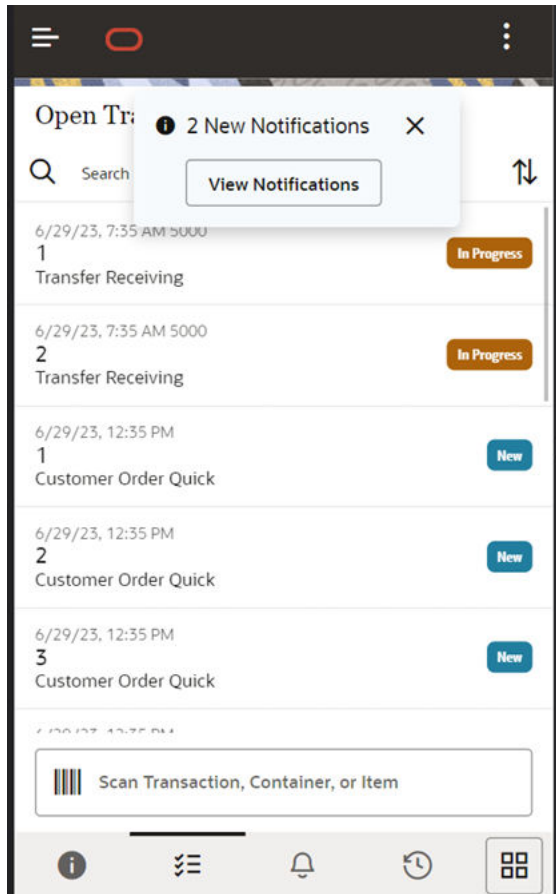 Open Tra
2 New Notifications
View Notifications
Search
6/29/23, 7:35 AM 5000
1
Transfer Receiving
In Progress
6/29/23, 7:35 AM 5000
2
Transfer Receiving
In Progress
6/29/23, 12:35 PM
1
Customer Order Quick
New
6/29/23, 12:35 PM
2
Customer Order Quick
New
6/29/23, 12:35 PM
3
Customer Order Quick
New
Scan Transaction, Container, or Item